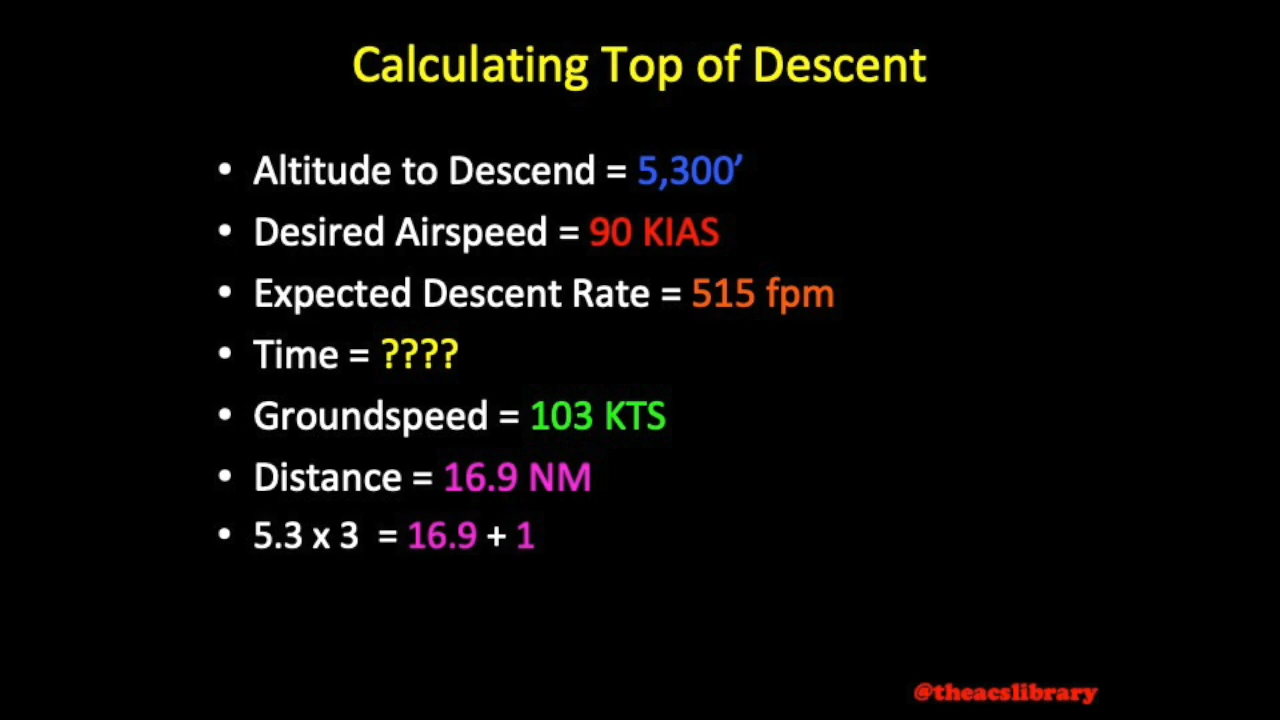 Calculating Top of Descent
• Altitude to Descend = 5,300’
• Desired Airspeed = 90 KIAS
• Expected Descent Rate = 515 fpm
• Time = ????
• Groundspeed = 103 KTS
• Distance = 16.9 NM
• 5.3 x 3 = 16.9 + 1
@theacslibrary